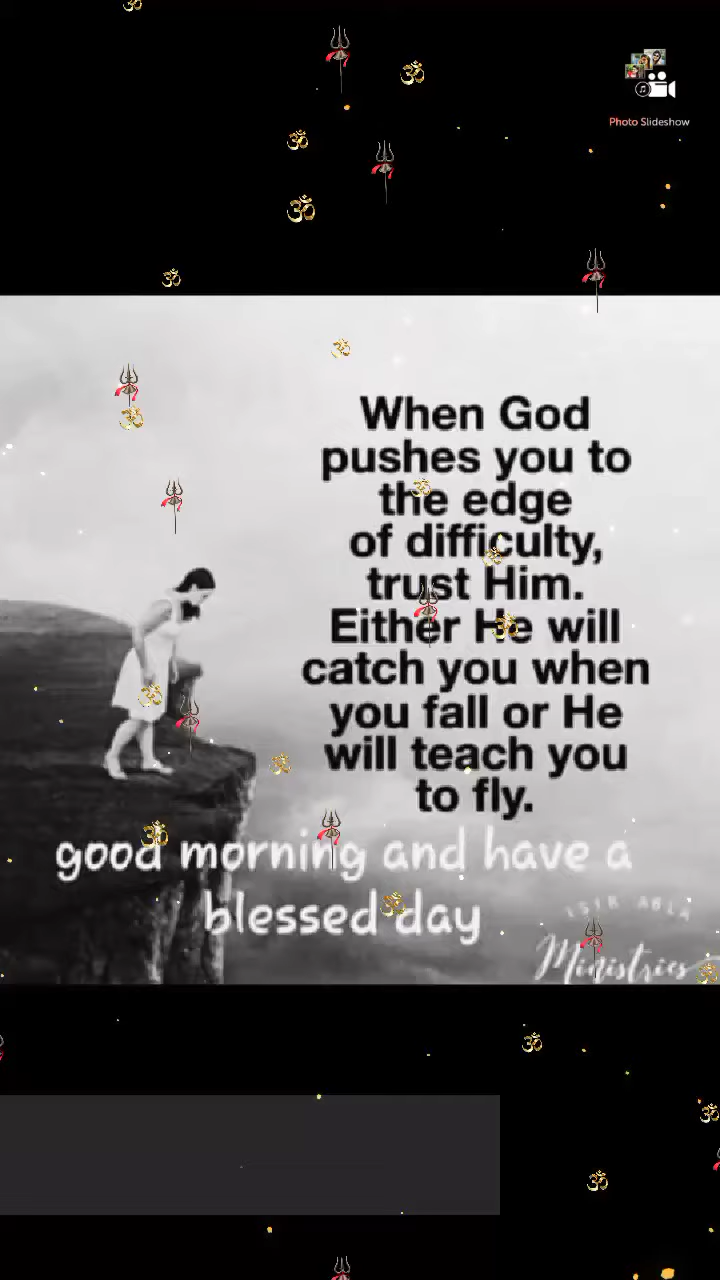 Photo Slideshow
When God
pushes you to
the edge
of difficulty,
trust Him.
Either He will
catch you when
you fall or He
will teach you
to fly.
good morning and have a
blessed day
Ministries